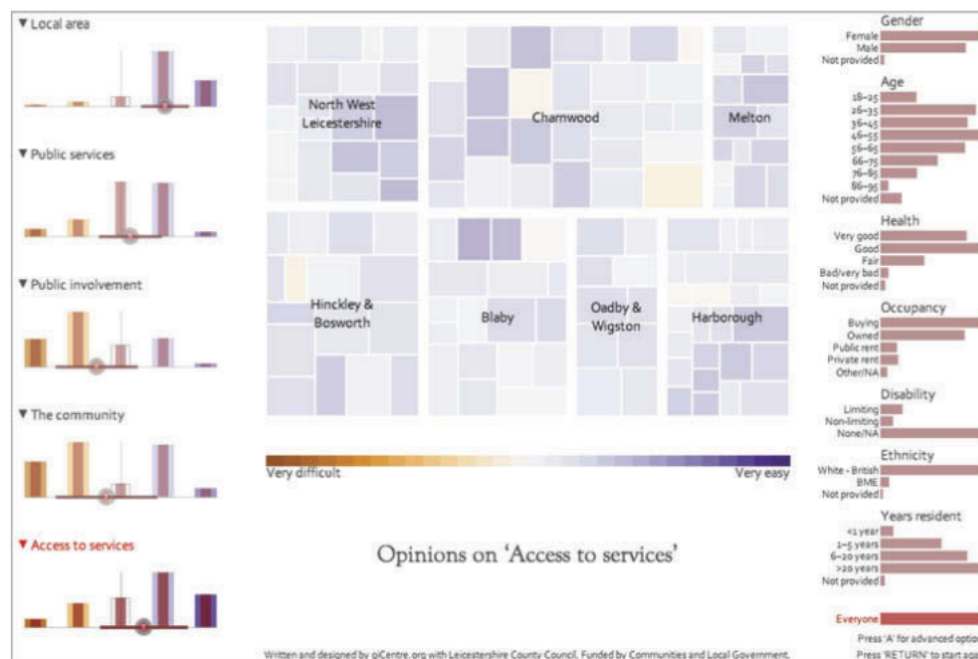 ▼ Local area
▼ Public services
▼ Public involvement
▼ The community
▼ Access to services
North West
Leicestershire
Charnwood
Melton
Hinckley &
Bosworth
Blaby
Oadby &
Wigston
Harborough
Very difficult
Very easy
Opinions on 'Access to services'
Written and designed by giCentre.org with Leicestershire County Council. Funded by Communities and Local Government.
Gender
Female
Male
Not provided
Age
18–25
26–35
36–45
46–55
56–65
66–75
76–85
86–95
Not provided
Health
Very good
Good
Fair
Bad/very bad
Not provided
Occupancy
Buying
Owned
Public rent
Private rent
Other/NA
Disability
Limiting
Non-limiting
None/NA
Ethnicity
White - British
BME
Not provided
Years resident
<1 year
1–5 years
6–20 years
>20 years
Not provided
Everyone
Press 'A' for advanced optio
Press 'RETURN' to start aga